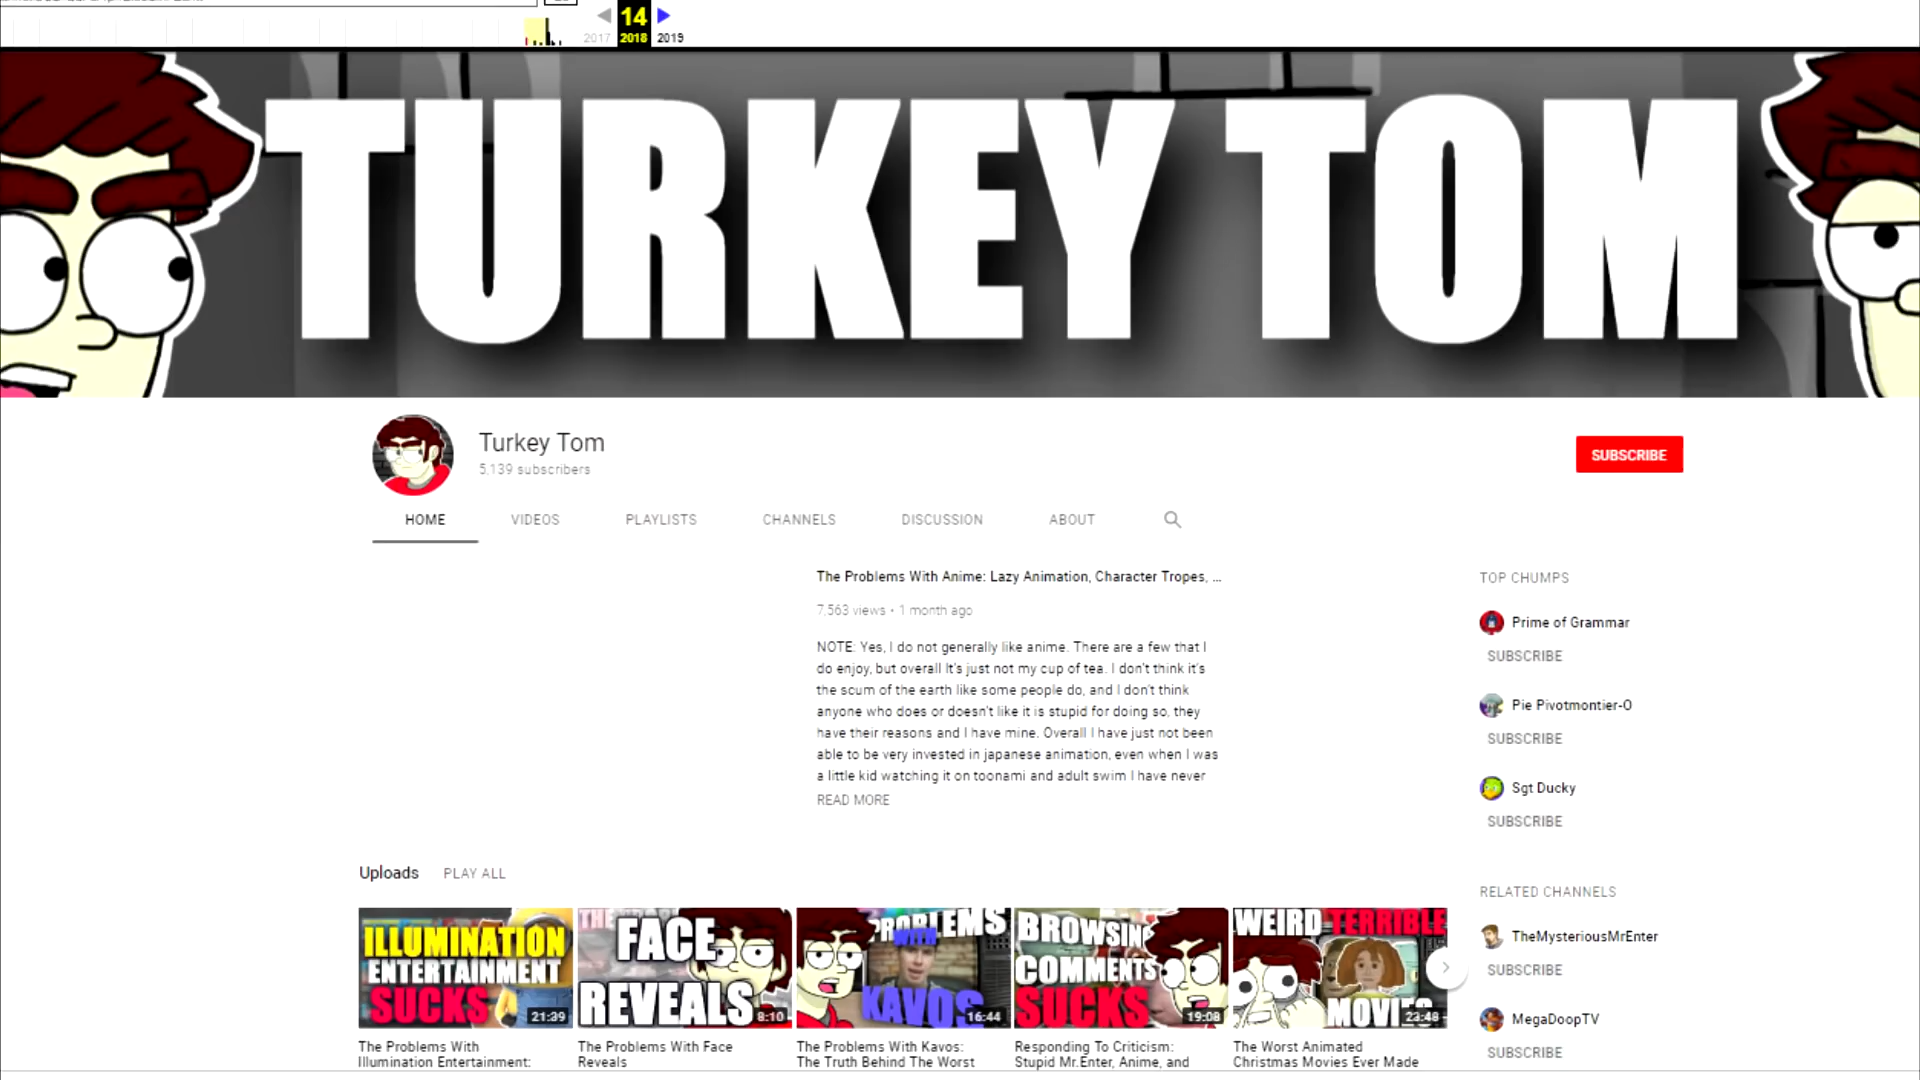 14
2017 2018 2019
TURKEY TOM
Turkey Tom
5,139 subscribers
SUBSCRIBE
HOME VIDEOS PLAYLISTS CHANNELS DISCUSSION ABOUT
The Problems With Anime: Lazy Animation, Character Tropes, ...
7,563 views • 1 month ago
NOTE: Yes, I do not generally like anime. There are a few that I
do enjoy, but overall It's just not my cup of tea. I don't think it's
the scum of the earth like some people do, and I don't think
anyone who does or doesn't like it is stupid for doing so, they
have their reasons and I have mine. Overall I have just not been
able to be very invested in japanese animation, even when I was
a little kid watching it on toonami and adult swim I have never
READ MORE
TOP CHUMPS
Prime of Grammar
SUBSCRIBE
Pie Pivotmontier-O
SUBSCRIBE
Sgt Ducky
SUBSCRIBE
Uploads PLAY ALL
ILLUMINATION
ENTERTAINMENT
SUCKS
21:39
The Problems With
Illumination Entertainment:
FACE
REVEALS
8:10
The Problems With Face
Reveals
PROBLEMS
WITH
KAVOS
16:44
The Problems With Kavos:
The Truth Behind The Worst
BROWSING
COMMENTS
SUCKS
19:08
Responding To Criticism:
Stupid Mr.Enter, Anime, and
WEIRD TERRIBLE
MOVIES
23:48
The Worst Animated
Christmas Movies Ever Made
RELATED CHANNELS
TheMysteriousMrEnter
SUBSCRIBE
MegaDoopTV
SUBSCRIBE